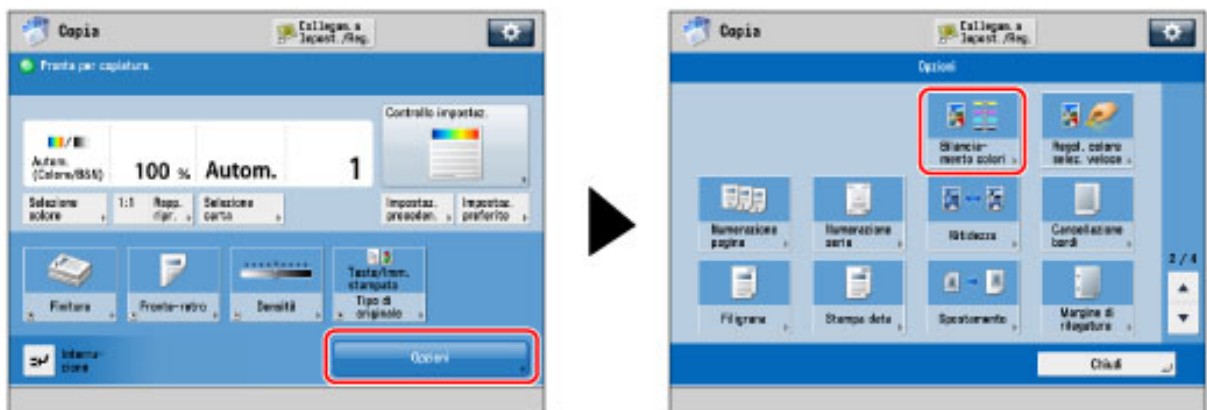 Copia
Collegam.a
Impost./Reg.
Pronta per copiatura.
Controllo impostaz.
Autom.
(Colore/B&N)
100 %
Autom.
1
Selezione
colore
1:1
Rapp.
ripr.
Selezione
carta
Impostaz.
preceden.
Impostaz.
preferito
Finitura
Fronte-retro
Densità
Testo/Imm.
stampata
Tipo di
originale
Interru-
zione
Opzioni
Copia
Collegam.a
Impost./Reg.
Opzioni
Bilancia-
mento colori
Regol. colore
selez. veloce
Numerazione
pagine
Numerazione
serie
Nitidezza
Cancellazione
bordi
Filigrana
Stampa data
Spostamento
Margine di
rilegatura
2/4
Chiudi